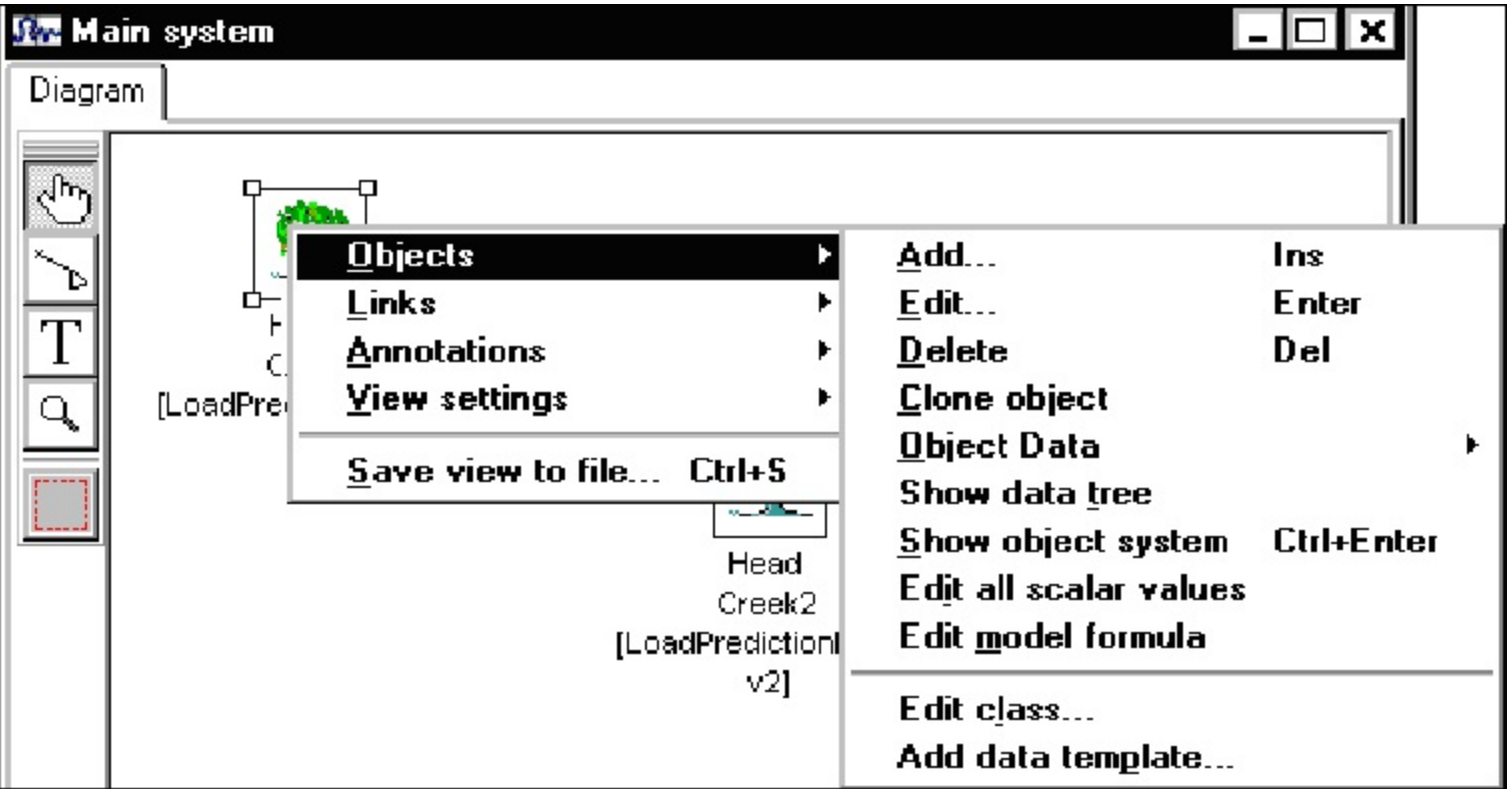 Main system
Diagram
Objects
Links
Annotations
View settings
Save view to file... Ctrl+S
T
Add... Ins
Edit... Enter
Delete Del
Clone object
Object Data
Show data tree
Show object system Ctrl+Enter
Edit all scalar values
Edit model formula
Edit class...
Add data template...
[LoadPre
Head
Creek2
[LoadPrediction
v2]